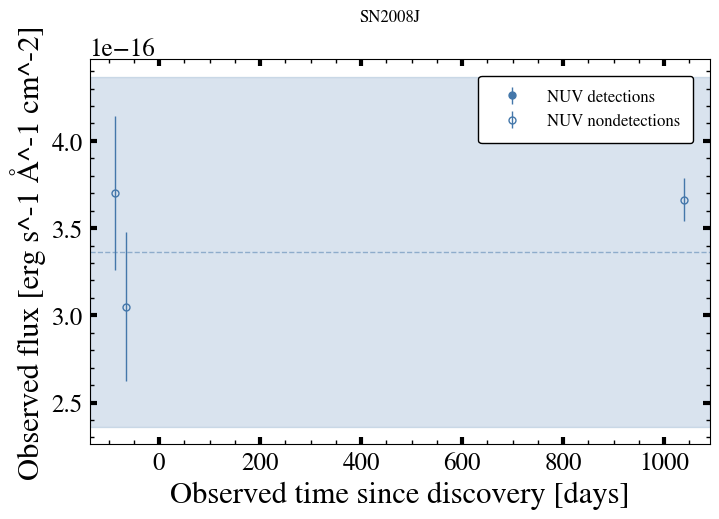 SN2008J
1e−16
NUV detections
NUV nondetections
4.0
3.5
3.0
2.5
Observed flux [erg s^-1 Å^-1 cm^-2]
0
200
400
600
800
1000
Observed time since discovery [days]